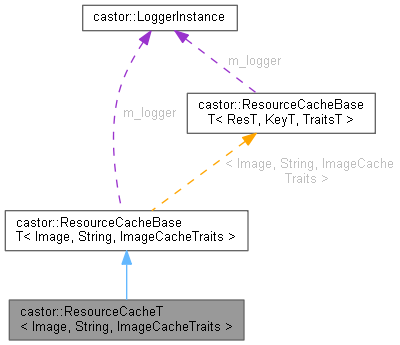 castor::LoggerInstance
m_logger
castor::ResourceCacheBase
T< ResT, KeyT, TraitsT >
m_logger
< Image, String, ImageCache
Traits >
castor::ResourceCacheBase
T< Image, String, ImageCacheTraits >
castor::ResourceCacheT
< Image, String, ImageCacheTraits >